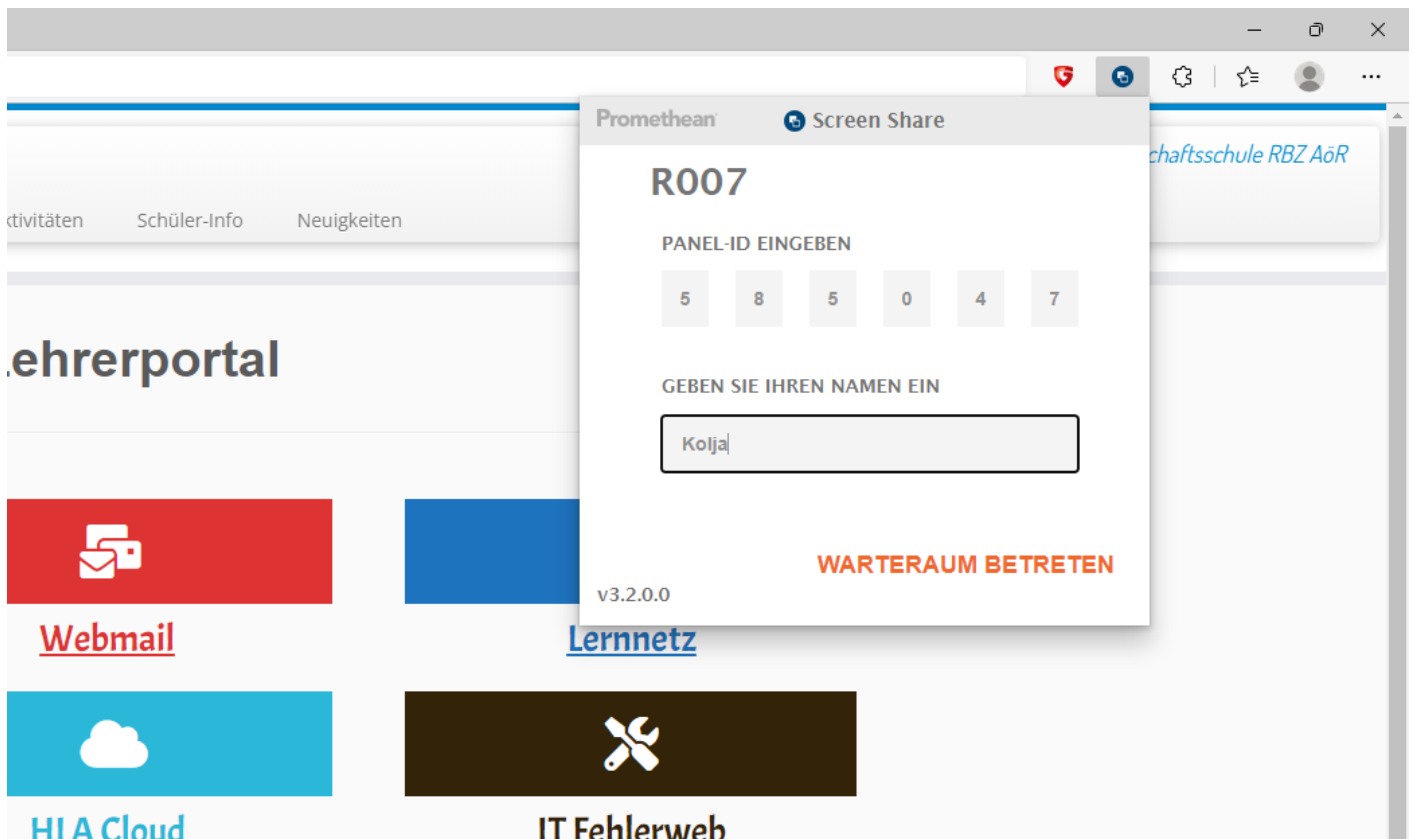 Promethean
Screen Share
chaftsschule RBZ AöR
R007
ktivitäten Schüler-Info Neuigkeiten
PANEL-ID EINGEBEN
5 8 5 0 4 7
ehrerportal
GEBEN SIE IHREN NAMEN EIN
Kolja
WARTERAUM BETRETEN
v3.2.0.0
Webmail
Lernnetz
HLA Cloud
IT Fehlerweb